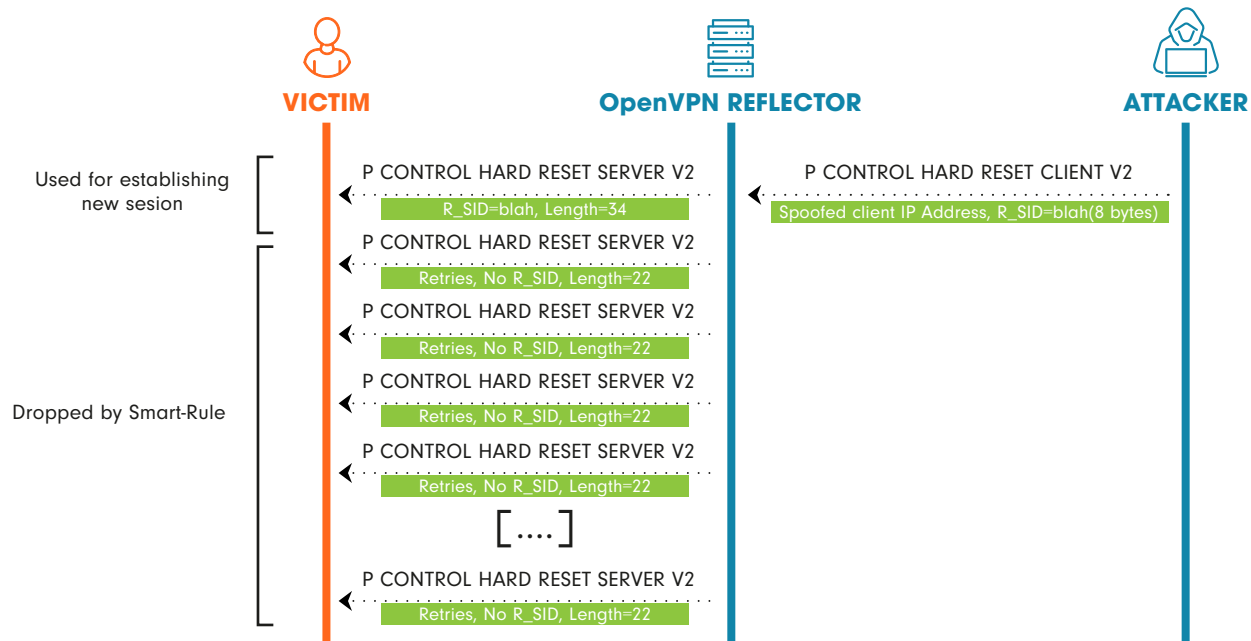 VICTIM
OpenVPN REFLECTOR
ATTACKER
Used for establishing
new sesion
P CONTROL HARD RESET SERVER V2
R_SID=blah, Length=34
P CONTROL HARD RESET CLIENT V2
Spoofed client IP Address, R_SID=blah(8 bytes)
Dropped by Smart-Rule
P CONTROL HARD RESET SERVER V2
Retries, No R_SID, Length=22
P CONTROL HARD RESET SERVER V2
Retries, No R_SID, Length=22
P CONTROL HARD RESET SERVER V2
Retries, No R_SID, Length=22
P CONTROL HARD RESET SERVER V2
Retries, No R_SID, Length=22
[....]
P CONTROL HARD RESET SERVER V2
Retries, No R_SID, Length=22